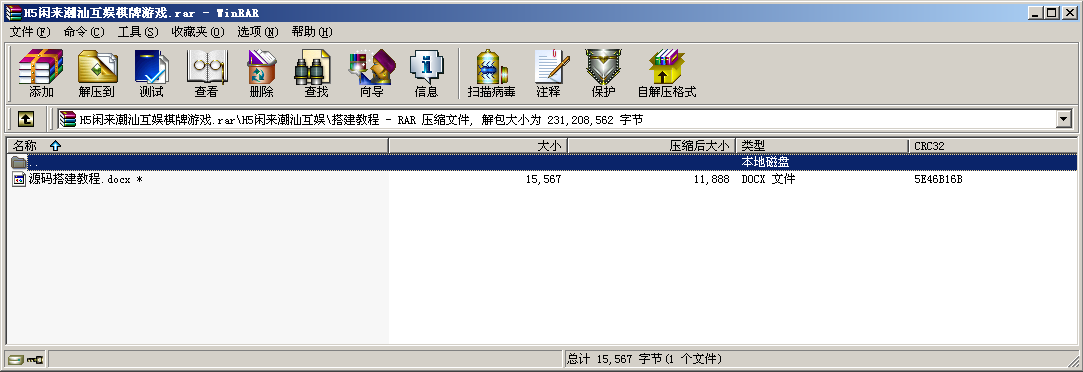 H5闲来潮汕互娱棋牌游戏.rar - WinRAR
文件(F) 命令(C) 工具(S) 收藏夹(O) 选项(N) 帮助(H)
添加 解压到 测试 查看 删除 查找 向导 信息 扫描病毒 注释 保护 自解压格式
H5闲来潮汕互娱棋牌游戏.rar\H5闲来潮汕互娱\搭建教程 - RAR 压缩文件, 解包大小为 231,208,562 字节
名称 大小 压缩后大小 类型 CRC32
.. 本地磁盘
源码搭建教程.docx * 15,567 11,888 DOCX 文件 5E46B16B
总计 15,567 字节(1 个文件)